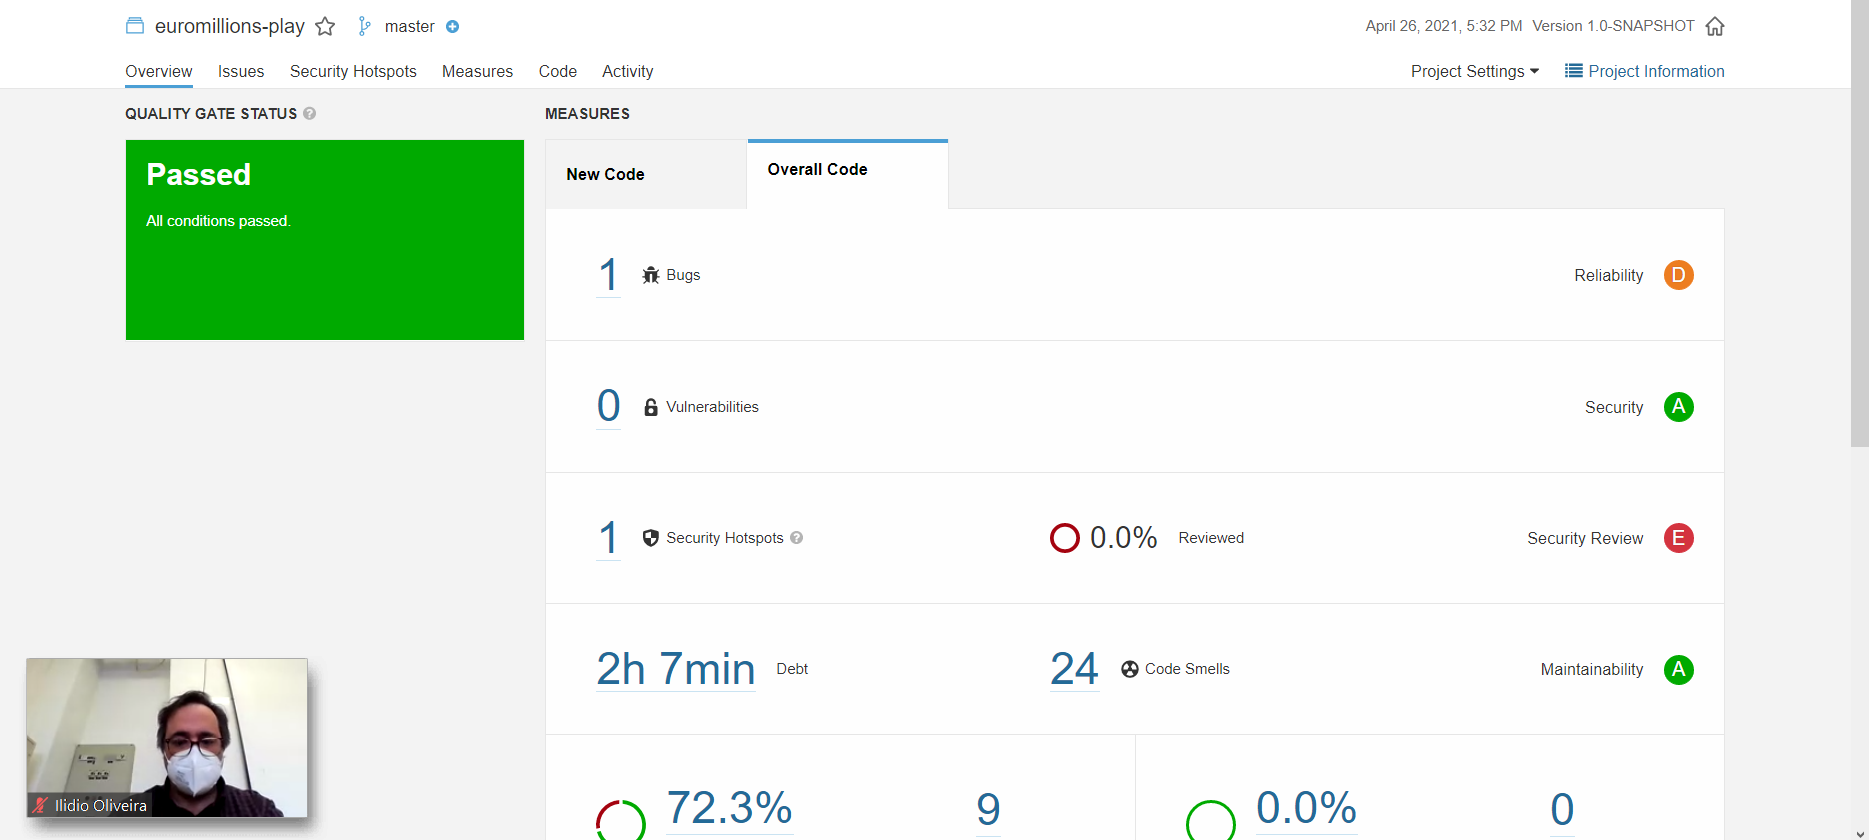 euromillions-play master
April 26, 2021, 5:32 PM Version 1.0-SNAPSHOT
Overview Issues Security Hotspots Measures Code Activity
Project Settings Project Information
QUALITY GATE STATUS ?
Passed
All conditions passed.
MEASURES
New Code
Overall Code
1 Bugs Reliability D
0 Vulnerabilities Security A
1 Security Hotspots ? 0.0% Reviewed Security Review E
2h 7min Debt 24 Code Smells Maintainability A
72.3% 9 0.0% 0
Ilidio Oliveira